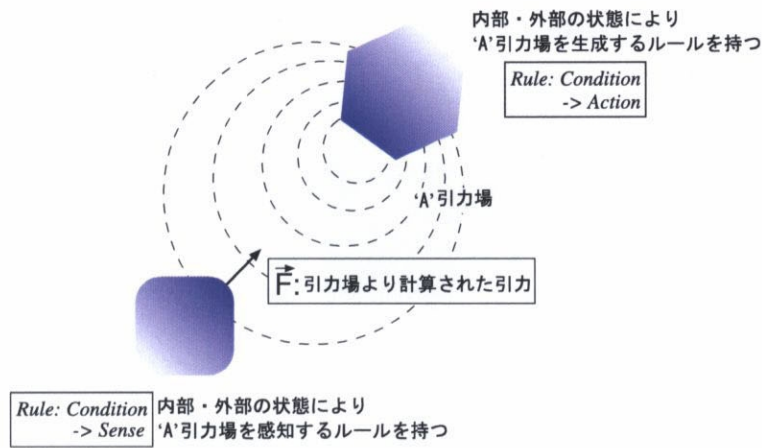 内部・外部の状態により
‘A’引力場を生成するルールを持つ
Rule: Condition
-> Action
‘A’引力場
F:引力場より計算された引力
Rule: Condition
-> Sense
内部・外部の状態により
‘A’引力場を感知するルールを持つ